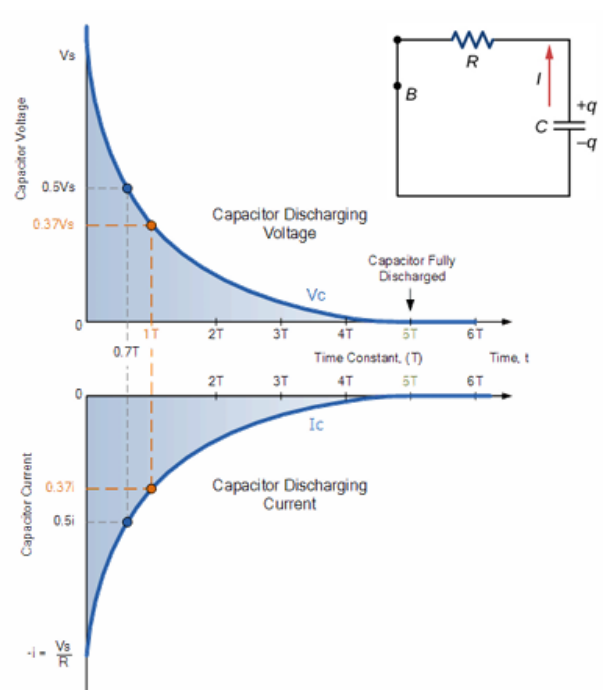 Vs
R
I
B
+q
C
−q
Capacitor Voltage
0.5Vs
0.37Vs
Capacitor Discharging
Voltage
Capacitor Fully
Discharged
Vc
0
1T
2T
3T
4T
5T
6T
0.7T
Time Constant, (T)
Time, t
2T
3T
4T
5T
6T
0
Ic
Capacitor Current
0.37i
0.5i
Capacitor Discharging
Current
-i = Vs
R